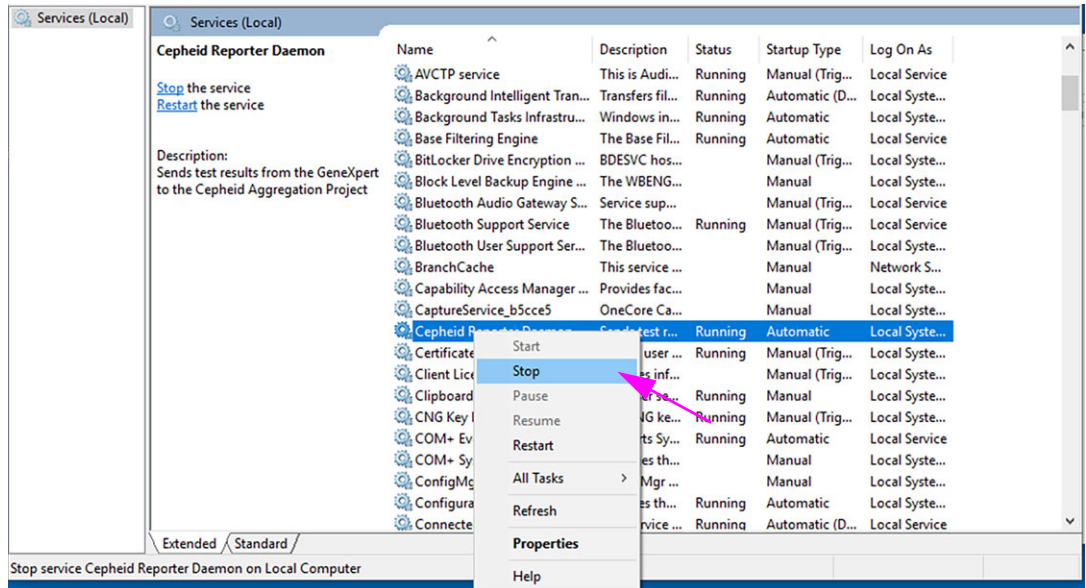 Services (Local)
Services (Local)
Cepheid Reporter Daemon
Stop the service
Restart the service
Description:
Sends test results from the GeneXpert
to the Cepheid Aggregation Project
Name Description Status Startup Type Log On As
AVCTP service This is Audi... Running Manual (Trig... Local Service
Background Intelligent Tran... Transfers fil... Running Automatic (D... Local Syste...
Background Tasks Infrastru... Windows in... Running Automatic Local Syste...
Base Filtering Engine The Base Fil... Running Automatic Local Service
BitLocker Drive Encryption ... BDESVC hos... Manual (Trig... Local Syste...
Block Level Backup Engine ... The WBENG... Manual Local Syste...
Bluetooth Audio Gateway S... Service sup... Manual (Trig... Local Service
Bluetooth Support Service The Bluetoo... Running Manual (Trig... Local Service
Bluetooth User Support Ser... The Bluetoo... Manual (Trig... Local Syste...
BranchCache This service ... Manual Network S...
Capability Access Manager ... Provides fac... Manual Local Syste...
CaptureService_b5cce5 OneCore Ca... Manual Local Syste...
Cepheid Reporter Daemon Sends test r... Running Automatic Local Syste...
Certificate user ... Running Manual (Trig... Local Syste...
Client Lice es inf... Manual (Trig... Local Syste...
Clipboard er se... Running Manual Local Syste...
CNG Key NG ke... Running Manual (Trig... Local Syste...
COM+ Ev rts Sy... Running Automatic Local Service
COM+ Sy es th... Manual Local Syste...
ConfigMg Mgr ... Manual Local Syste...
Configura es th... Running Automatic Local Syste...
Connecte rvice ... Running Automatic (D... Local Service
Start
Stop
Pause
Resume
Restart
All Tasks
Refresh
Properties
Help
Extended Standard
Stop service Cepheid Reporter Daemon on Local Computer